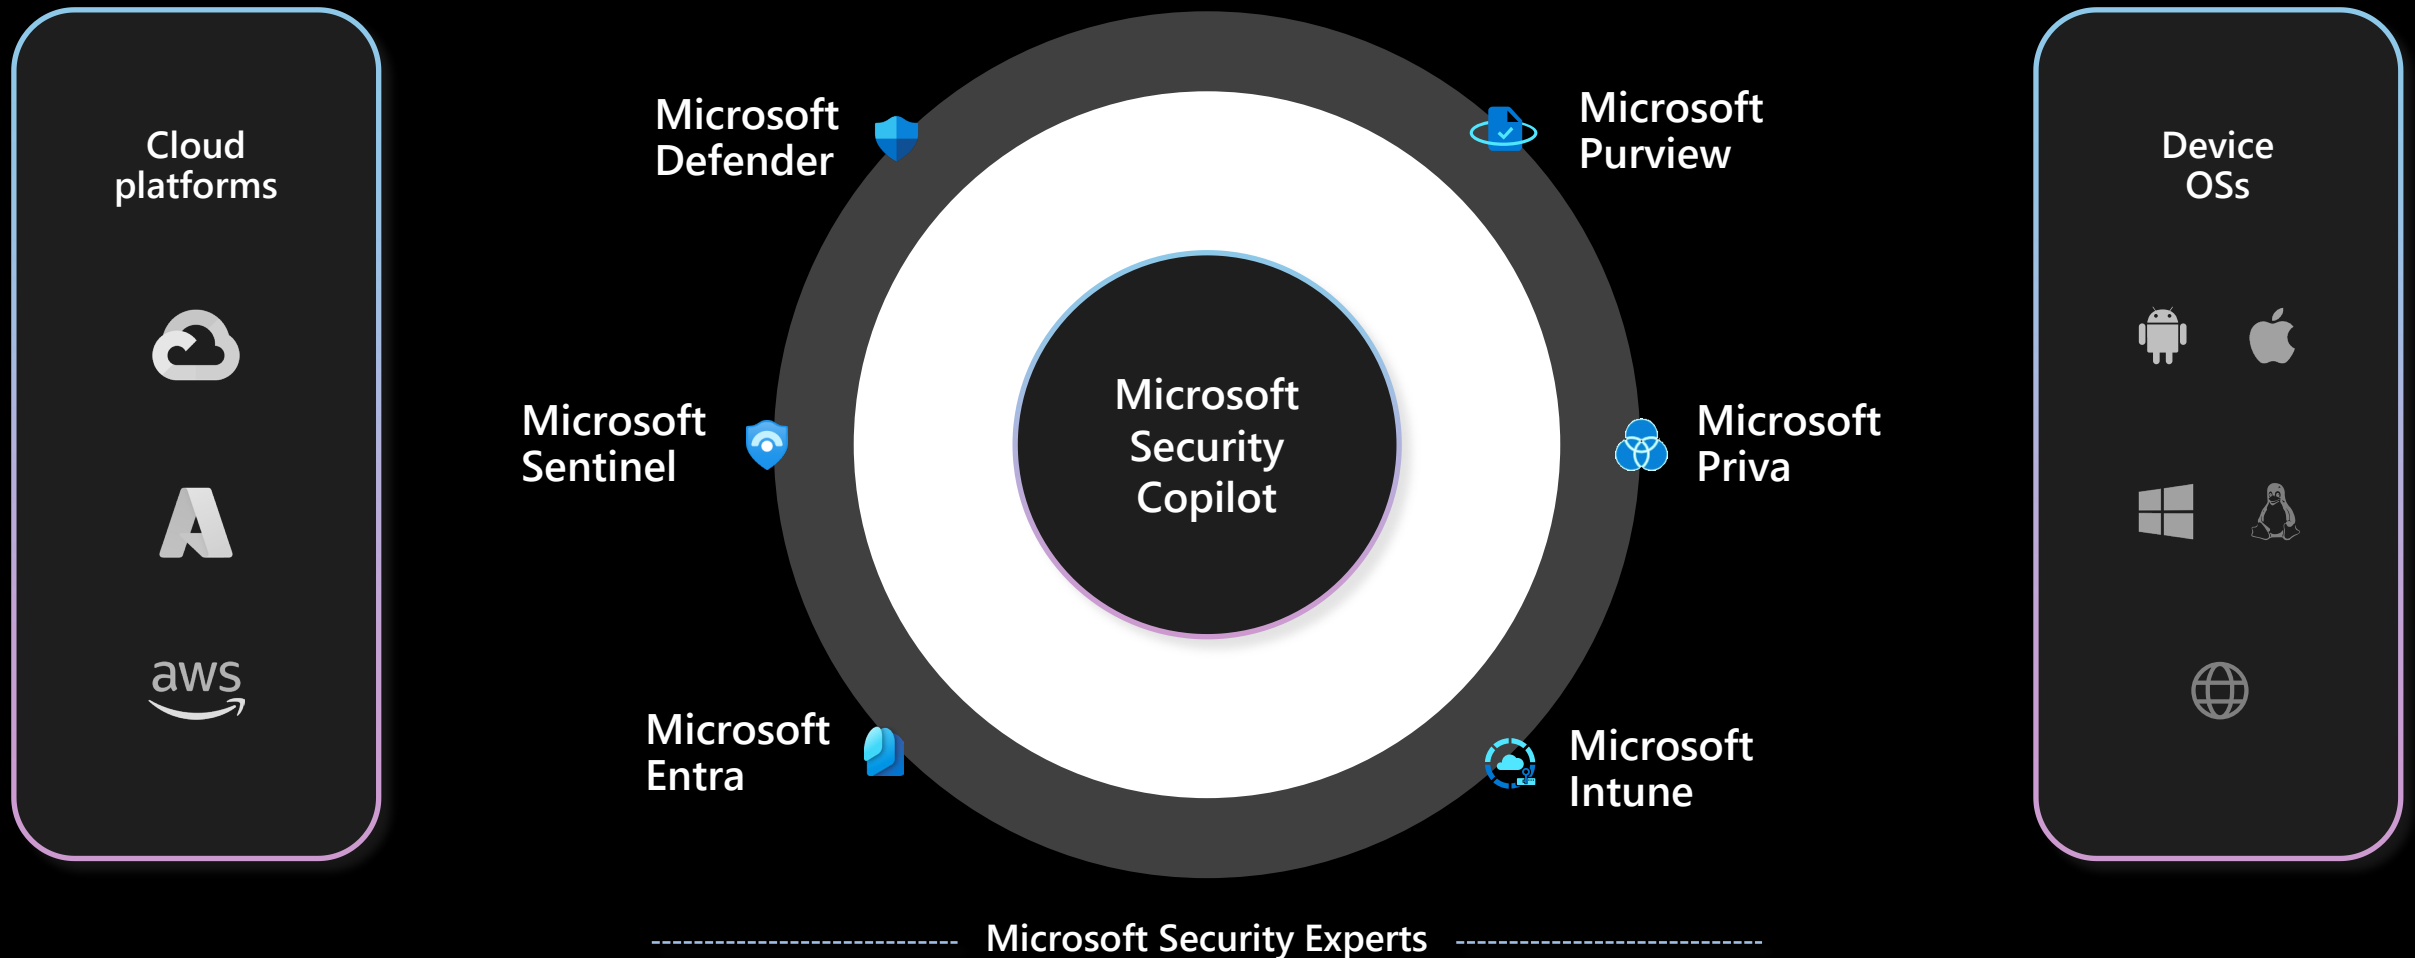 Cloud
platforms
aws
Microsoft
Defender
Microsoft
Sentinel
Microsoft
Entra
Microsoft
Security
Copilot
Microsoft
Purview
Microsoft
Priva
Microsoft
Intune
Device
OSs
Microsoft Security Experts